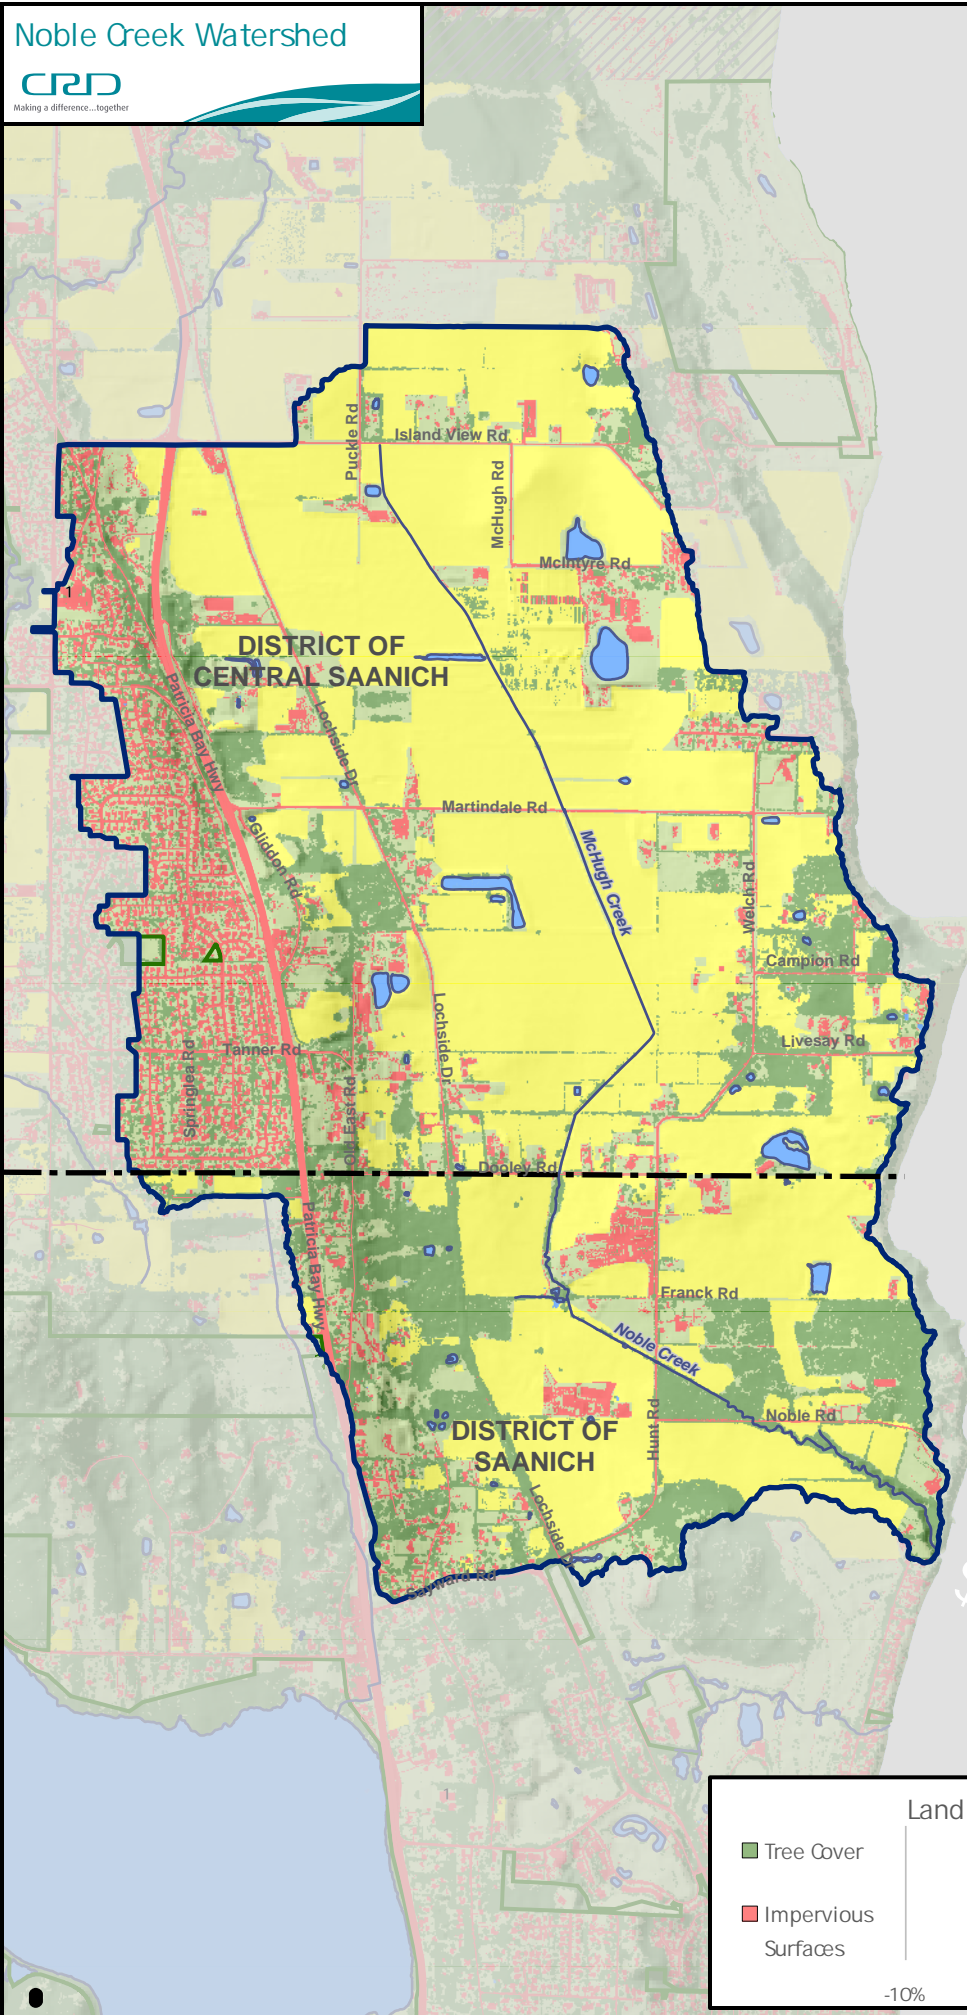 Noble Creek Watershed
CRD
Making a difference...together
Puckle Rd
Island View Rd
McHugh Rd
McIntyre Rd
1
DISTRICT OF
CENTRAL SAANICH
Patricia Bay Hwy
Lochside Dr
Martindale Rd
Gliddon Rd
McHugh Creek
Welch Rd
Campion Rd
Lochside Dr
Livesay Rd
Springlea Rd
Tanner Rd
Old East Rd
Dooley Rd
Patricia Bay Hwy
Franck Rd
Noble Creek
Noble Rd
Hunt Rd
DISTRICT OF
SAANICH
Lochside
Sayward Rd
1
Land
Tree Cover
Impervious
Surfaces
-10%